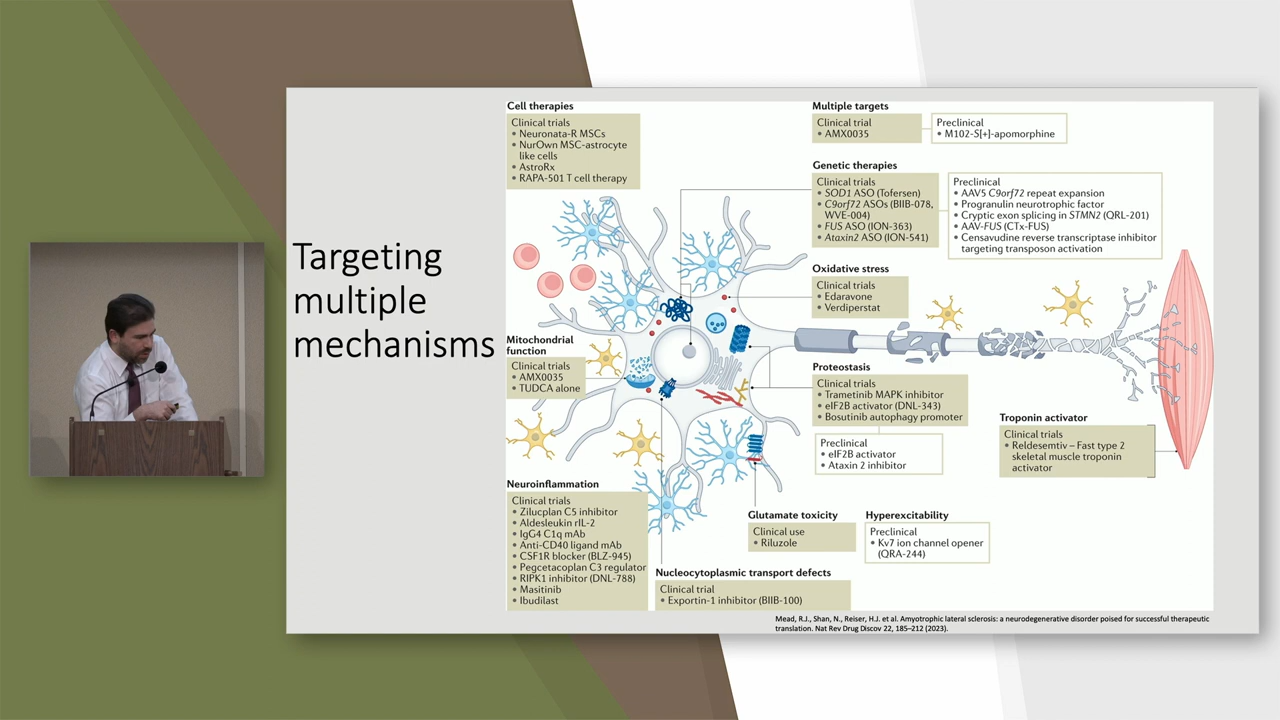 Targeting
multiple
mechanisms
Cell therapies
Clinical trials
• Neuronata-R MSCs
• NurOwn MSC-astrocyte
like cells
• AstroRx
• RAPA-501 T cell therapy
Multiple targets
Clinical trial
• AMX0035
Preclinical
• M102-S[+]-apomorphine
Genetic therapies
Clinical trials
• SOD1 ASO (Tofersen)
• C9orf72 ASOs (BIIB-078,
WVE-004)
• FUS ASO (ION-363)
• Ataxin2 ASO (ION-541)
Preclinical
• AAV5 C9orf72 repeat expansion
• Progranulin neurotrophic factor
• Cryptic exon splicing in STMN2 (QRL-201)
• AAV-FUS (CTx-FUS)
• Censavudine reverse transcriptase inhibitor
targeting transposon activation
Oxidative stress
Clinical trials
• Edaravone
• Verdiperstat
Mitochondrial
function
Clinical trials
• AMX0035
• TUDCA alone
Proteostasis
Clinical trials
• Trametinib MAPK inhibitor
• eIF2B activator (DNL-343)
• Bosutinib autophagy promoter
Preclinical
• eIF2B activator
• Ataxin 2 inhibitor
Troponin activator
Clinical trials
• Reldesemtiv – Fast type 2
skeletal muscle troponin
activator
Neuroinflammation
Clinical trials
• Zilucplan C5 inhibitor
• Aldesleukin rIL-2
• IgG4 C1q mAb
• Anti-CD40 ligand mAb
• CSF1R blocker (BLZ-945)
• Pegcetacoplan C3 regulator
• RIPK1 inhibitor (DNL-788)
• Masitinib
• Ibudilast
Glutamate toxicity
Clinical use
• Riluzole
Hyperexcitability
Preclinical
• Kv7 ion channel opener
(QRA-244)
Nucleocytoplasmic transport defects
Clinical trial
• Exportin-1 inhibitor (BIIB-100)
Mead, R.J., Shan, N., Reiser, H.J. et al. Amyotrophic lateral sclerosis: a neurodegenerative disorder poised for successful therapeutic
translation. Nat Rev Drug Discov 22, 185–212 (2023).